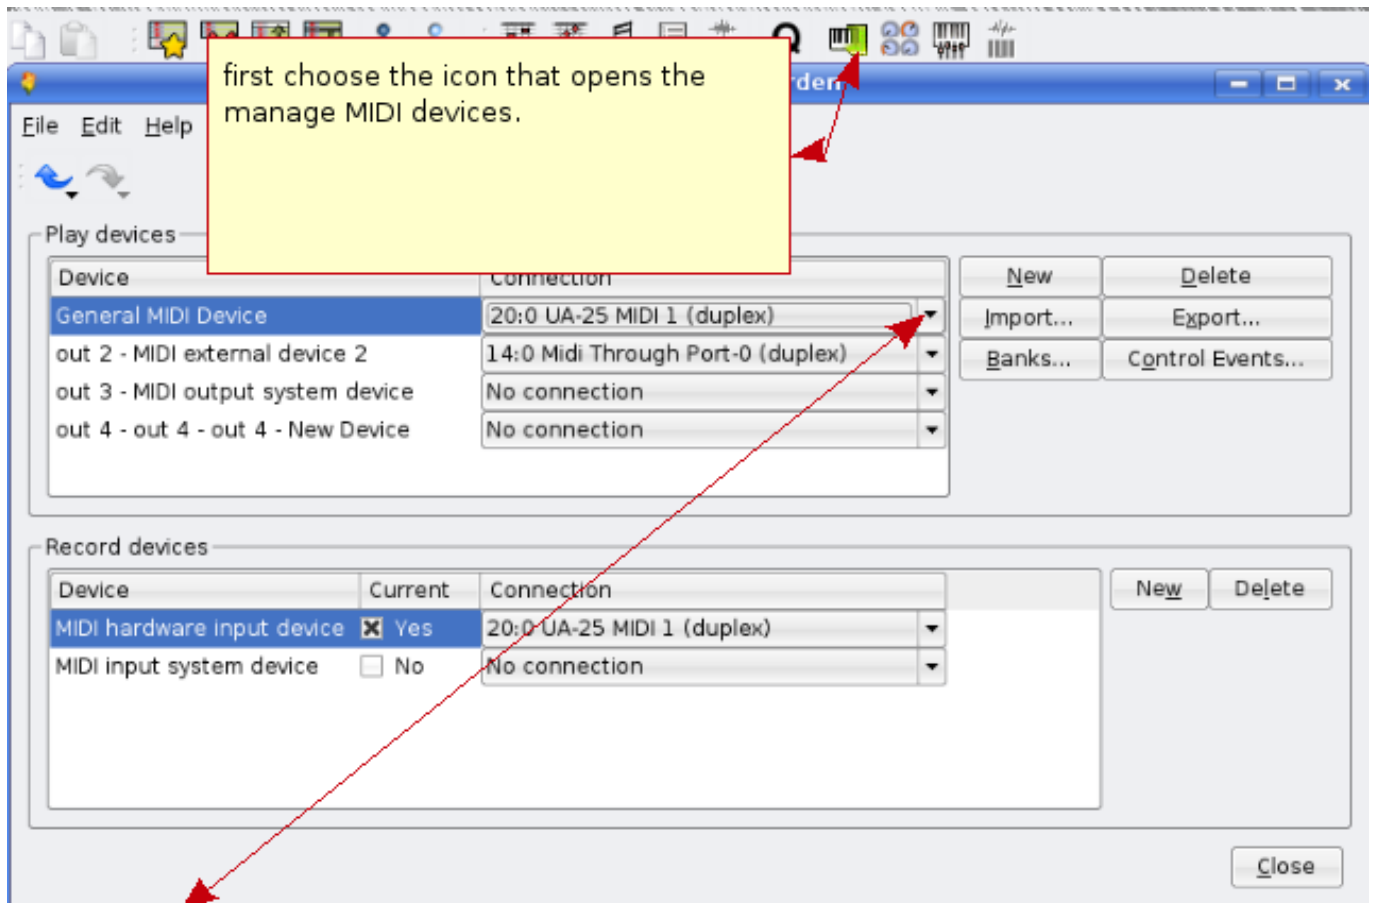 first choose the icon that opens the
manage MIDI devices.
File Edit Help
Play devices
Device Connection
General MIDI Device 20:0 UA-25 MIDI 1 (duplex)
out 2 - MIDI external device 2 14:0 Midi Through Port-0 (duplex)
out 3 - MIDI output system device No connection
out 4 - out 4 - out 4 - New Device No connection
New Delete
Import... Export...
Banks... Control Events...
Record devices
Device Current Connection
MIDI hardware input device Yes 20:0 UA-25 MIDI 1 (duplex)
MIDI input system device No No connection
New Delete
Close